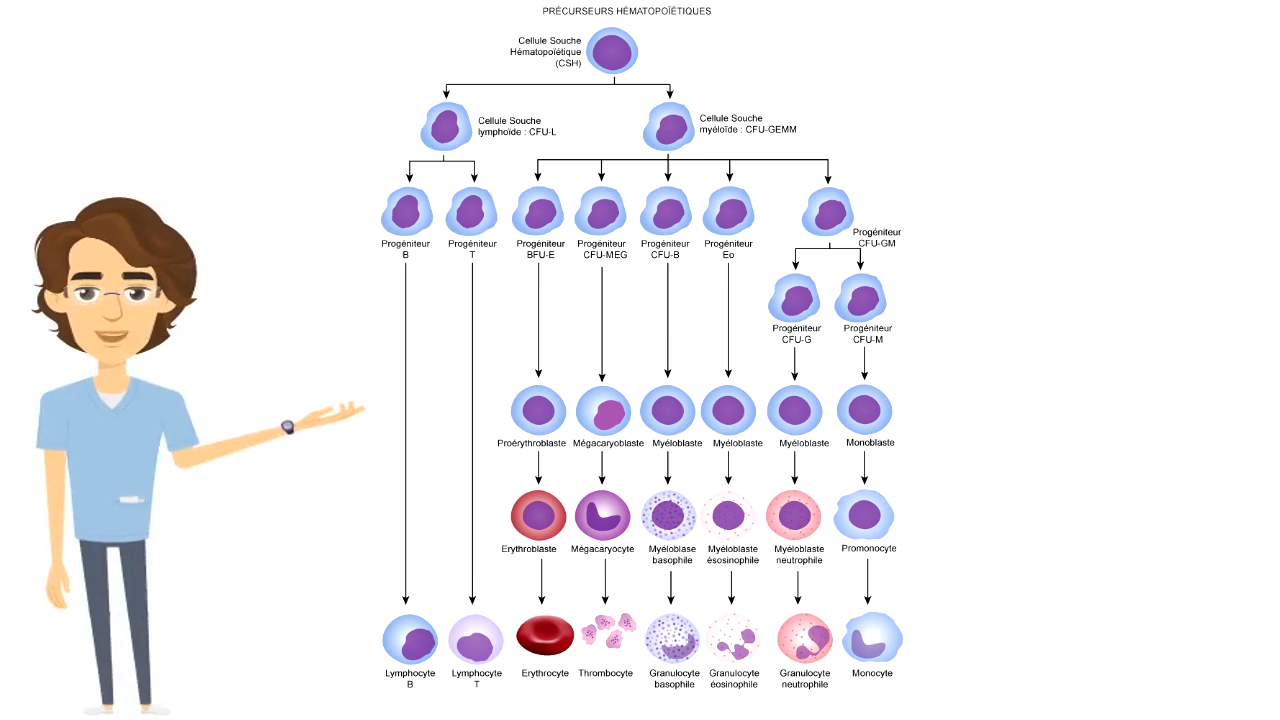 PRÉCURSEURS HÉMATOPOÏÉTIQUES
Cellule Souche
Hématopoïétique
(CSH)
Cellule Souche
lymphoïde : CFU-L
Cellule Souche
myéloïde : CFU-GEMM
Progéniteur
B
Progéniteur
T
Progéniteur
BFU-E
Progéniteur
CFU-MEG
Progéniteur
CFU-B
Progéniteur
Eo
Progéniteur
CFU-GM
Progéniteur
CFU-G
Progéniteur
CFU-M
Proérythroblaste
Mégacaryoblaste
Myéloblaste
Myéloblaste
Myéloblaste
Monoblaste
Erythroblaste
Mégacaryocyte
Myéloblase
basophile
Myéloblaste
ésosinophile
Myéloblaste
neutrophile
Promonocyte
Lymphocyte
B
Lymphocyte
T
Erythrocyte
Thrombocyte
Granulocyte
basophile
Granulocyte
éosinophile
Granulocyte
neutrophile
Monocyte